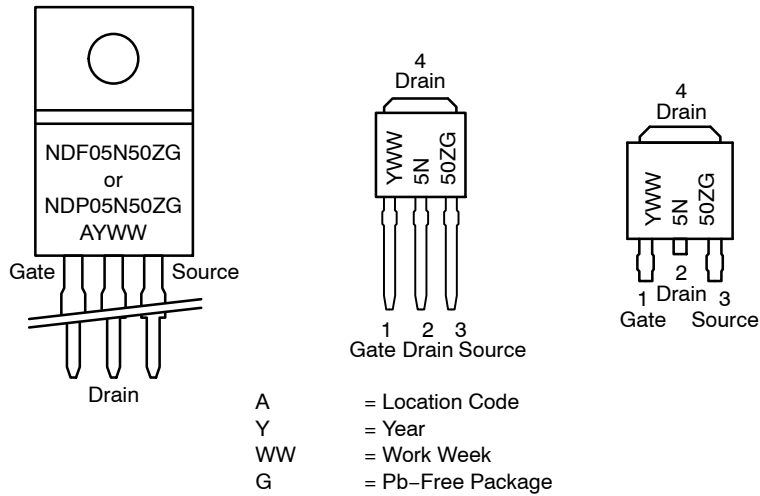 NDF05N50ZG
or
NDP05N50ZG
AYWW
Gate
Source
Drain
4
Drain
YWW
5N
50ZG
1 2 3
Gate Drain Source
4
Drain
YWW
5N
50ZG
2
1 Drain 3
Gate Source
A = Location Code
Y = Year
WW = Work Week
G = Pb−Free Package